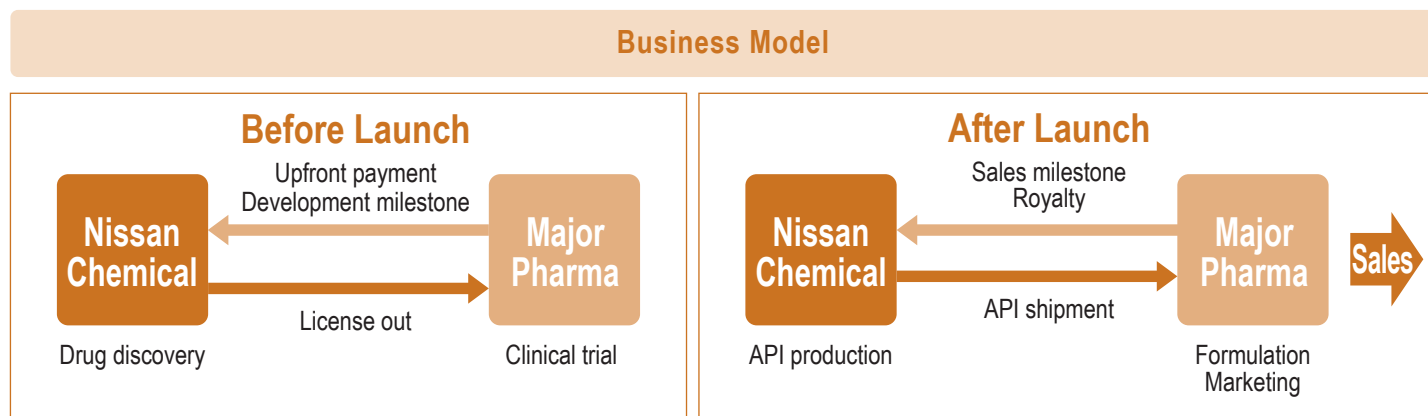 Business Model
Before Launch
Upfront payment
Development milestone
Nissan
Chemical
Major
Pharma
License out
Drug discovery
Clinical trial
After Launch
Sales milestone
Royalty
Nissan
Chemical
Major
Pharma
Sales
API shipment
API production
Formulation
Marketing